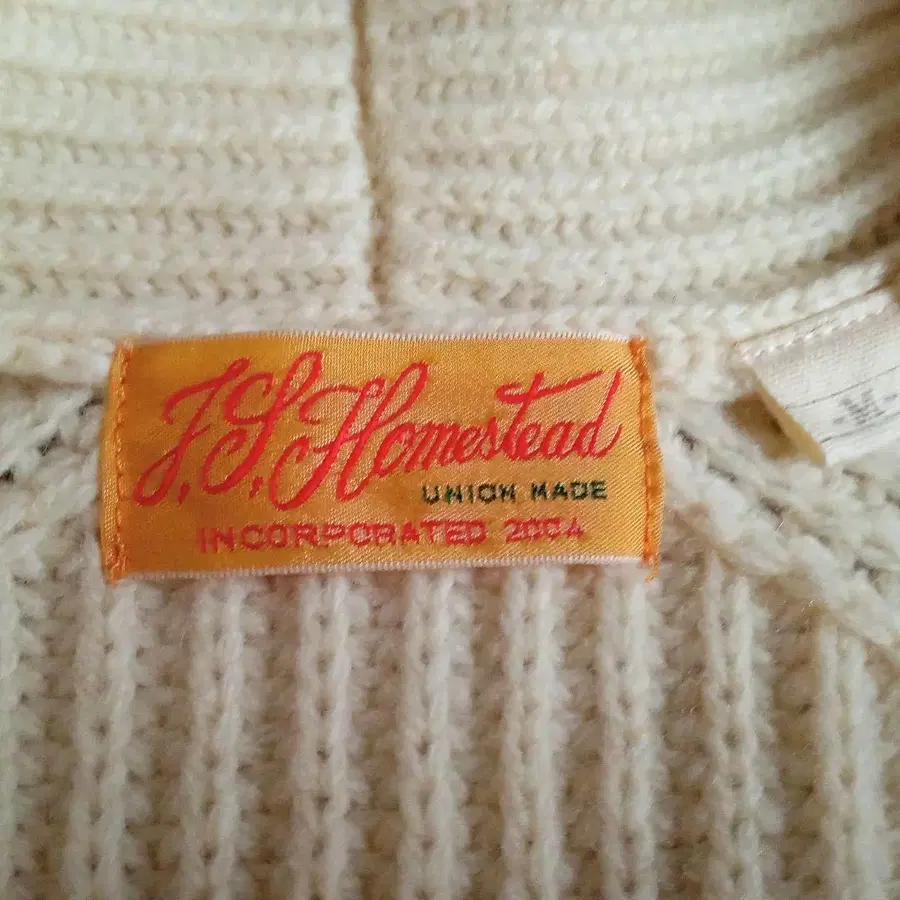 J.S. Homestead
UNION MADE
INCORPORATED 2004